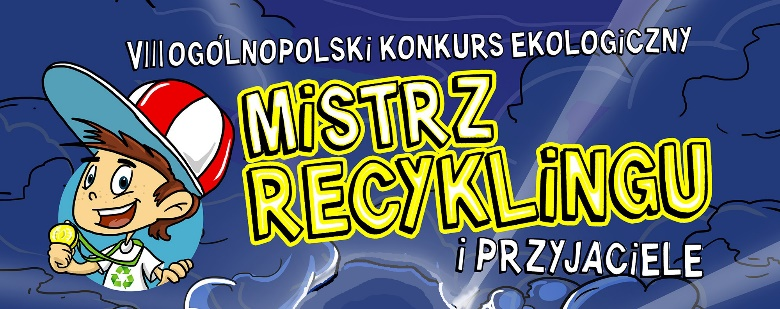 VIII OGÓLNOPOLSKI KONKURS EKOLOGICZNY
MISTRZ
RECYKLINGU
i PRZYJACIELE